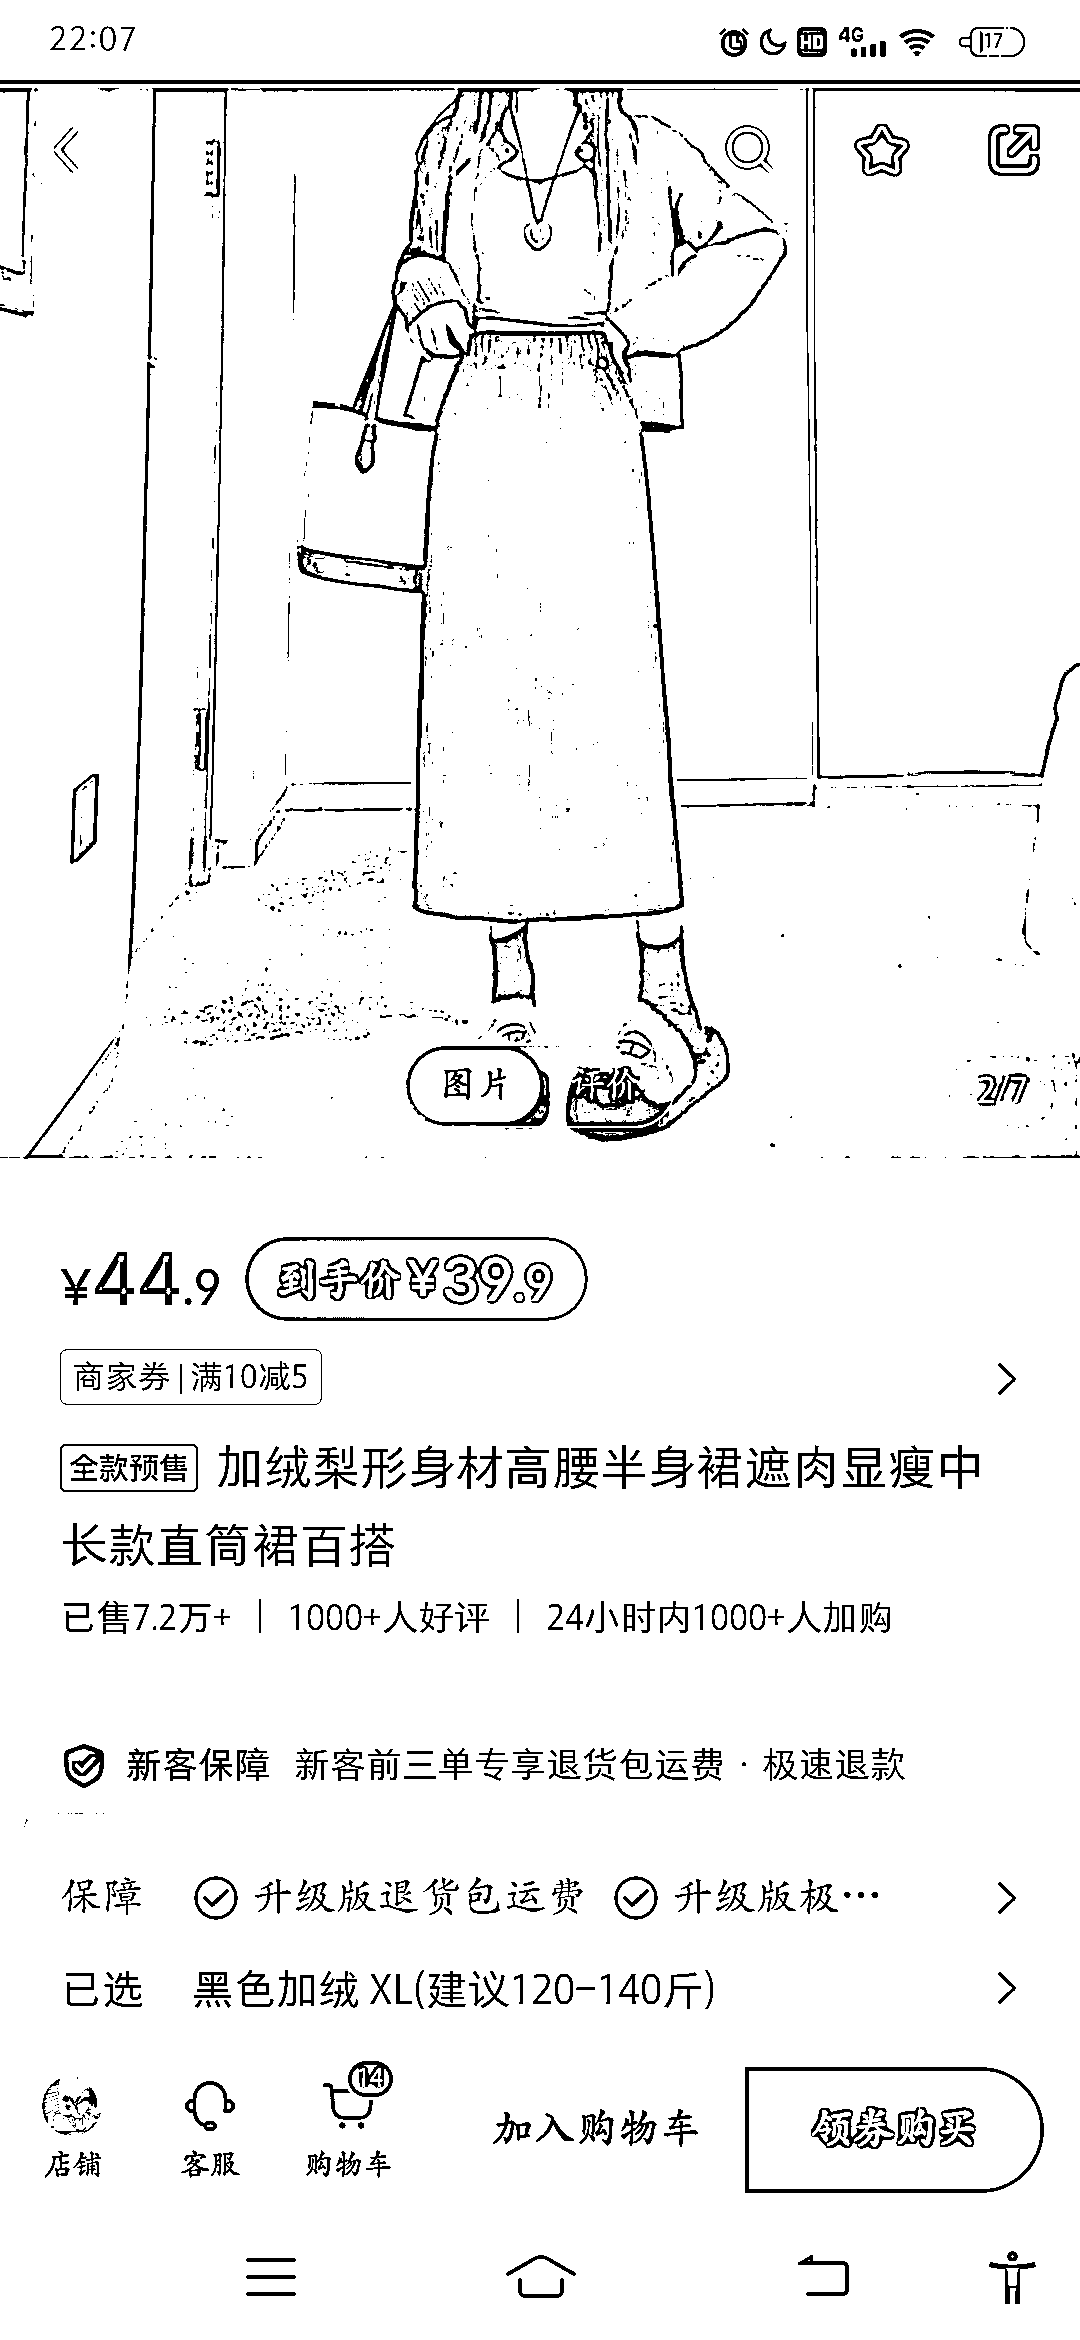 22:07
HD 4G 17
图片 评价 2/7
¥44.9 到手价¥39.9
商家券|满10减5
全款预售 加绒梨形身材高腰半身裙遮肉显瘦中
长款直筒裙百搭
已售7.2万+ | 1000+人好评 | 24小时内1000+人加购
新客保障 新客前三单专享退货包运费 · 极速退款
保障 升级版退货包运费 升级版极…
已选 黑色加绒 XL(建议120-140斤)
14
加入购物车 领券购买
店铺 客服 购物车